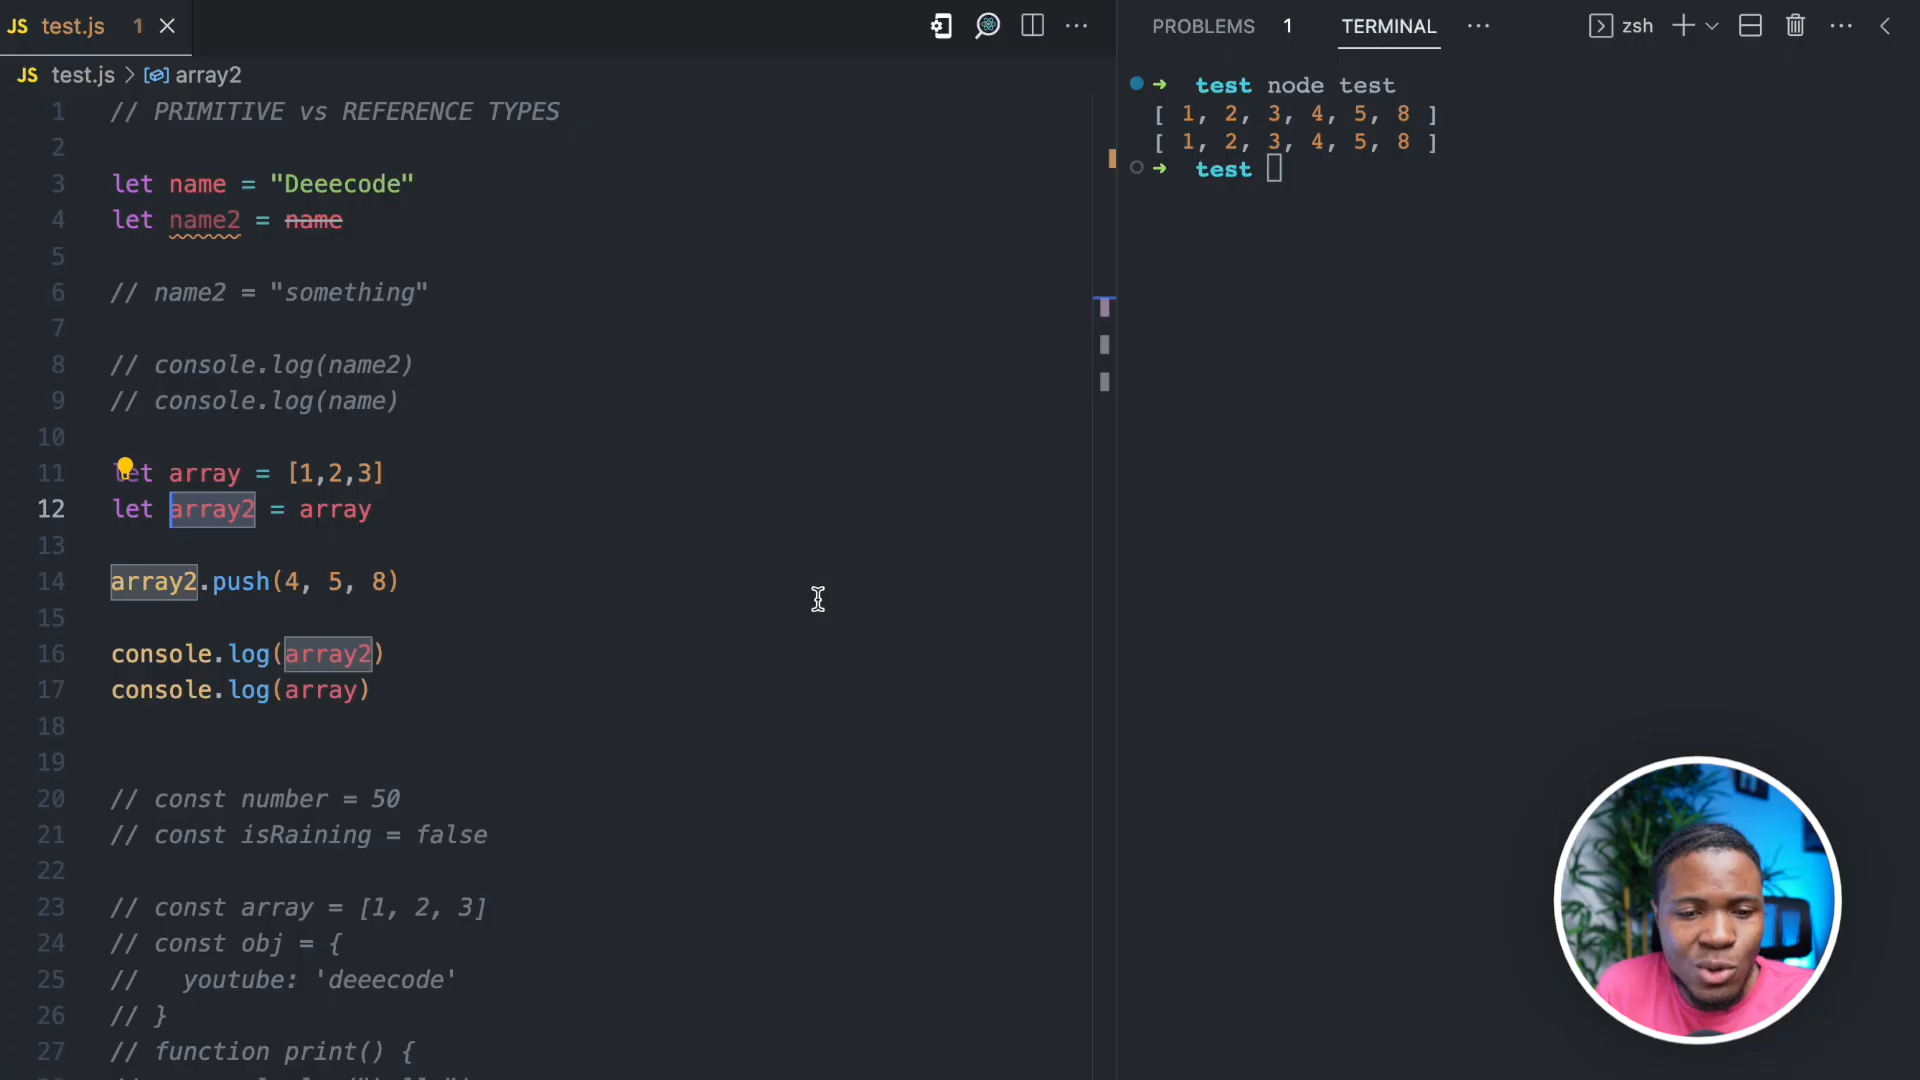 JS test.js 1
JS test.js > array2
1 // PRIMITIVE vs REFERENCE TYPES
2
3 let name = "Deeecode"
4 let name2 = name
5
6 // name2 = "something"
7
8 // console.log(name2)
9 // console.log(name)
10
11 let array = [1,2,3]
12 let array2 = array
13
14 array2.push(4, 5, 8)
15
16 console.log(array2)
17 console.log(array)
18
19
20 // const number = 50
21 // const isRaining = false
22
23 // const array = [1, 2, 3]
24 // const obj = {
25 //   youtube: 'deeecode'
26 // }
27 // function print() {
PROBLEMS 1 TERMINAL ··· zsh
➜ test node test
[ 1, 2, 3, 4, 5, 8 ]
[ 1, 2, 3, 4, 5, 8 ]
➜ test